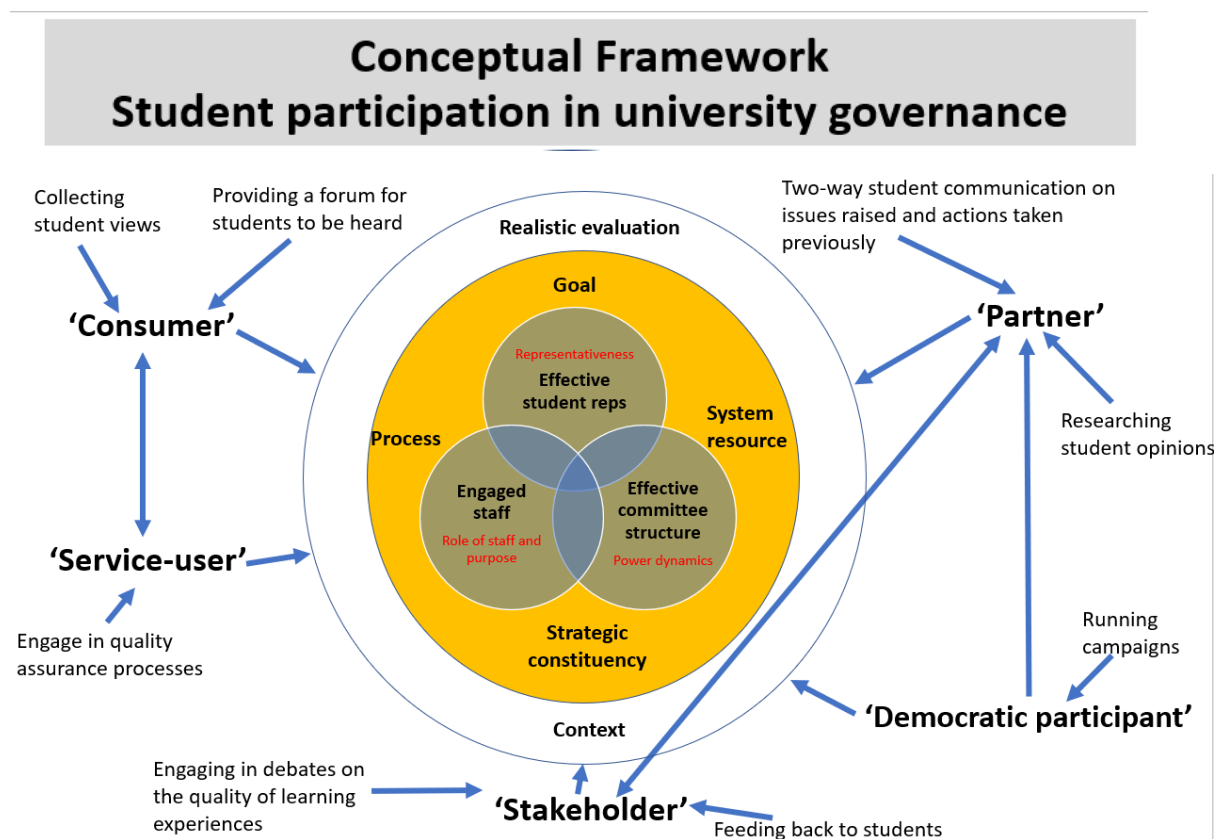 Conceptual Framework
Student participation in university governance
Collecting
student views
Providing a forum for
students to be heard
Two-way student communication on
issues raised and actions taken
previously
Realistic evaluation
Goal
‘Consumer’
‘Partner’
Representativeness
Effective
student reps
Process
System
resource
Researching
student opinions
Engaged
staff
Role of staff and
purpose
Effective
committee
structure
Power dynamics
‘Service-user’
Engage in quality
assurance processes
Strategic
constituency
Running
campaigns
‘Democratic participant’
Context
Engaging in debates on
the quality of learning
experiences
‘Stakeholder’
Feeding back to students